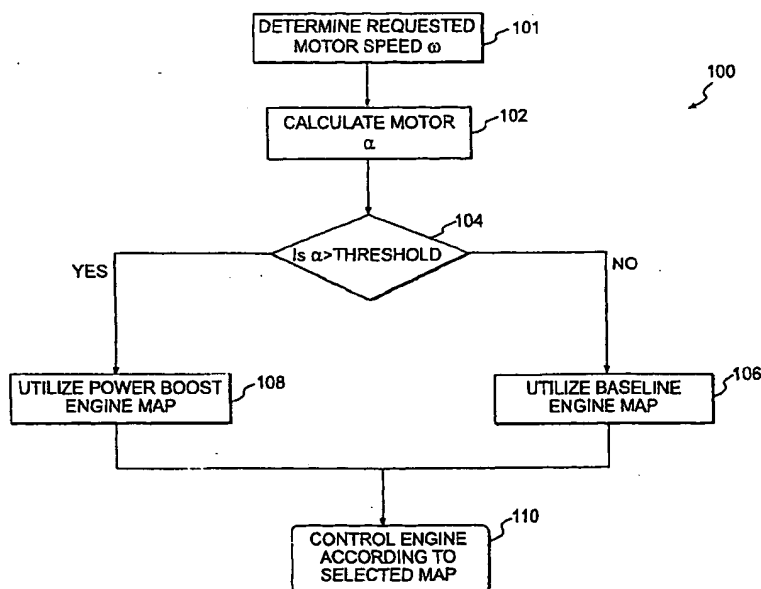 DETERMINE REQUESTED
MOTOR SPEED ω
101
100
CALCULATE MOTOR
α
102
104
Is α>THRESHOLD
YES
NO
UTILIZE POWER BOOST
ENGINE MAP
108
UTILIZE BASELINE
ENGINE MAP
106
CONTROL ENGINE
ACCORDING TO
SELECTED MAP
110